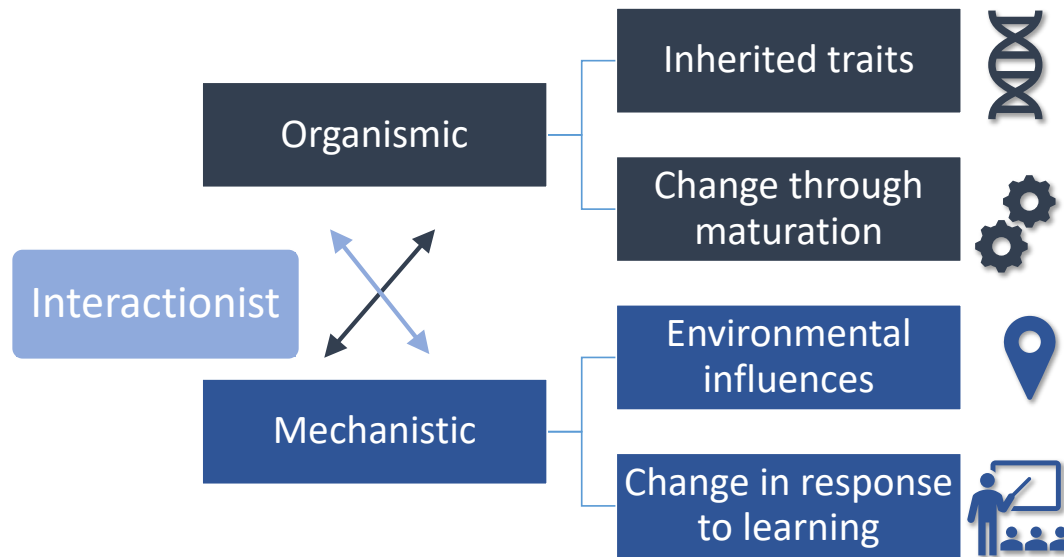 Inherited traits
Organismic
Change through
maturation
Interactionist
Environmental
influences
Mechanistic
Change in response
to learning